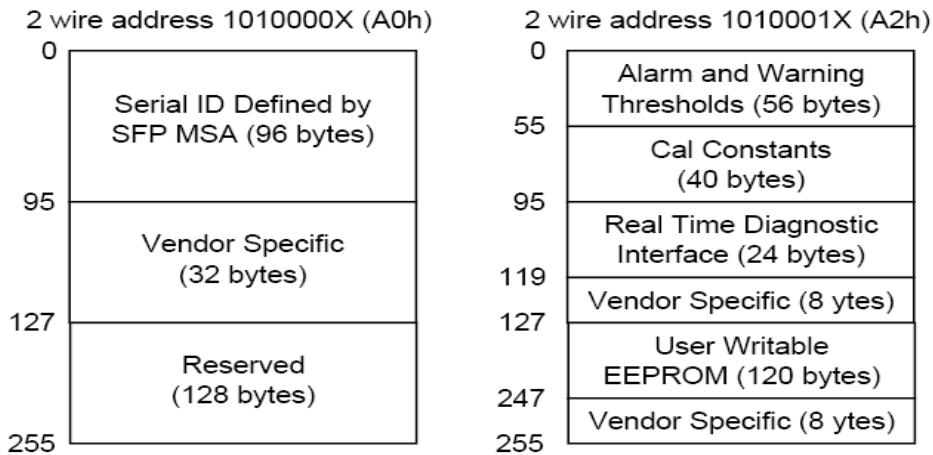 2 wire address 1010000X (A0h)
0
Serial ID Defined by
SFP MSA (96 bytes)
95
Vendor Specific
(32 bytes)
127
Reserved
(128 bytes)
255
2 wire address 1010001X (A2h)
0
Alarm and Warning
Thresholds (56 bytes)
55
Cal Constants
(40 bytes)
95
Real Time Diagnostic
Interface (24 bytes)
119
Vendor Specific (8 ytes)
127
User Writable
EEPROM (120 bytes)
247
Vendor Specific (8 ytes)
255